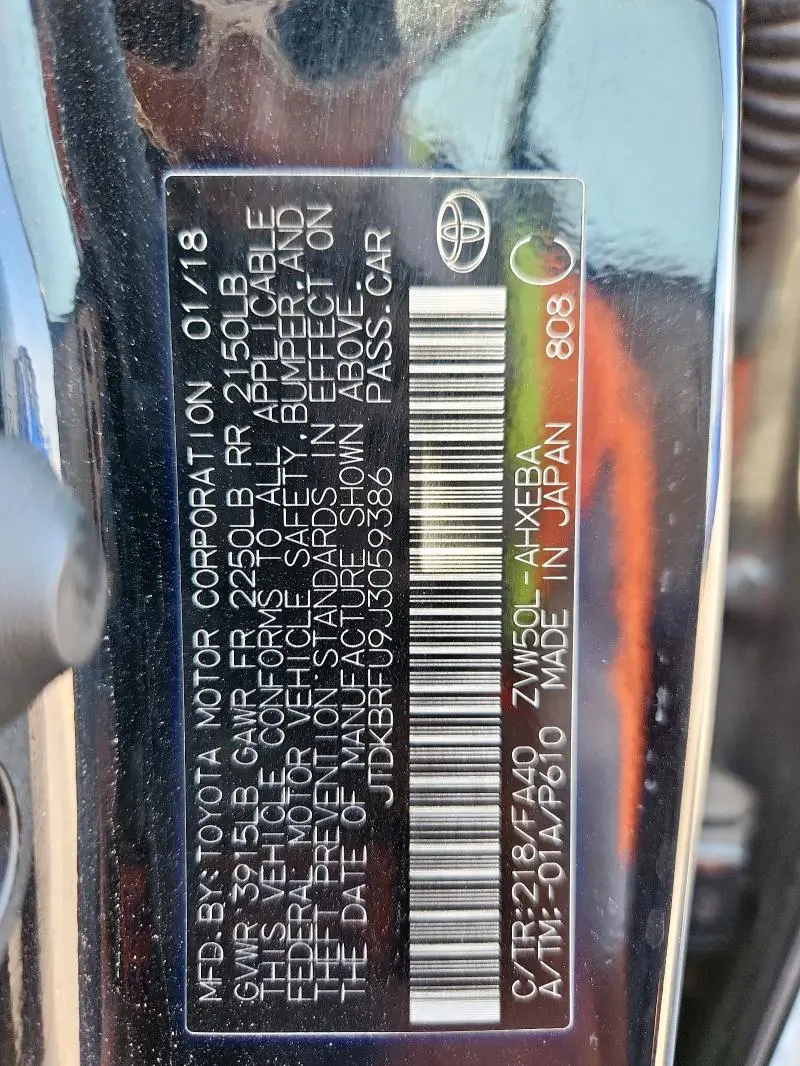 MFD.BY:TOYOTA MOTOR CORPORATION 01/18
GVWR 3915LB GAWR FR 2250LB RR 2150LB
THIS VEHICLE CONFORMS TO ALL APPLICABLE
FEDERAL MOTOR VEHICLE SAFETY,BUMPER,AND
THEFT PREVENTION STANDARDS IN EFFECT ON
THE DATE OF MANUFACTURE SHOWN ABOVE.
JTDKBRFU9J3059386 PASS.CAR
C/TR:218/FA40 ZVW50L-AHXEBA
A/TM:-01A/P610 MADE IN JAPAN 808 C